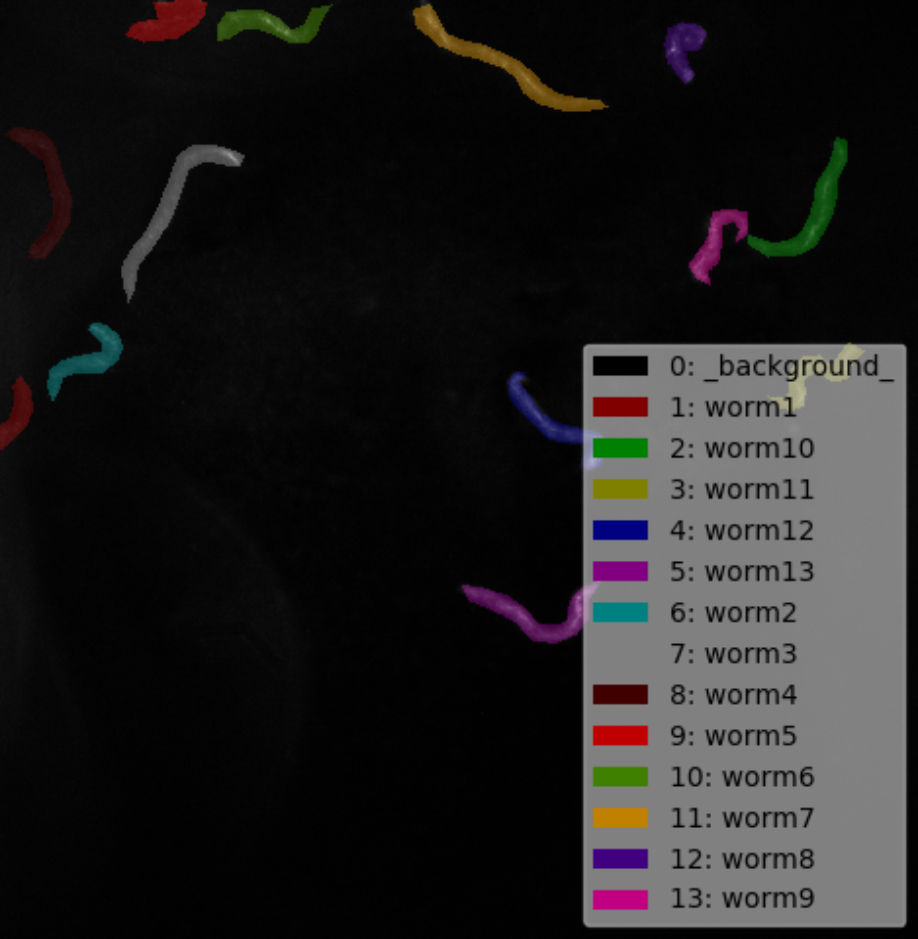 0: _background_
1: worm1
2: worm10
3: worm11
4: worm12
5: worm13
6: worm2
7: worm3
8: worm4
9: worm5
10: worm6
11: worm7
12: worm8
13: worm9